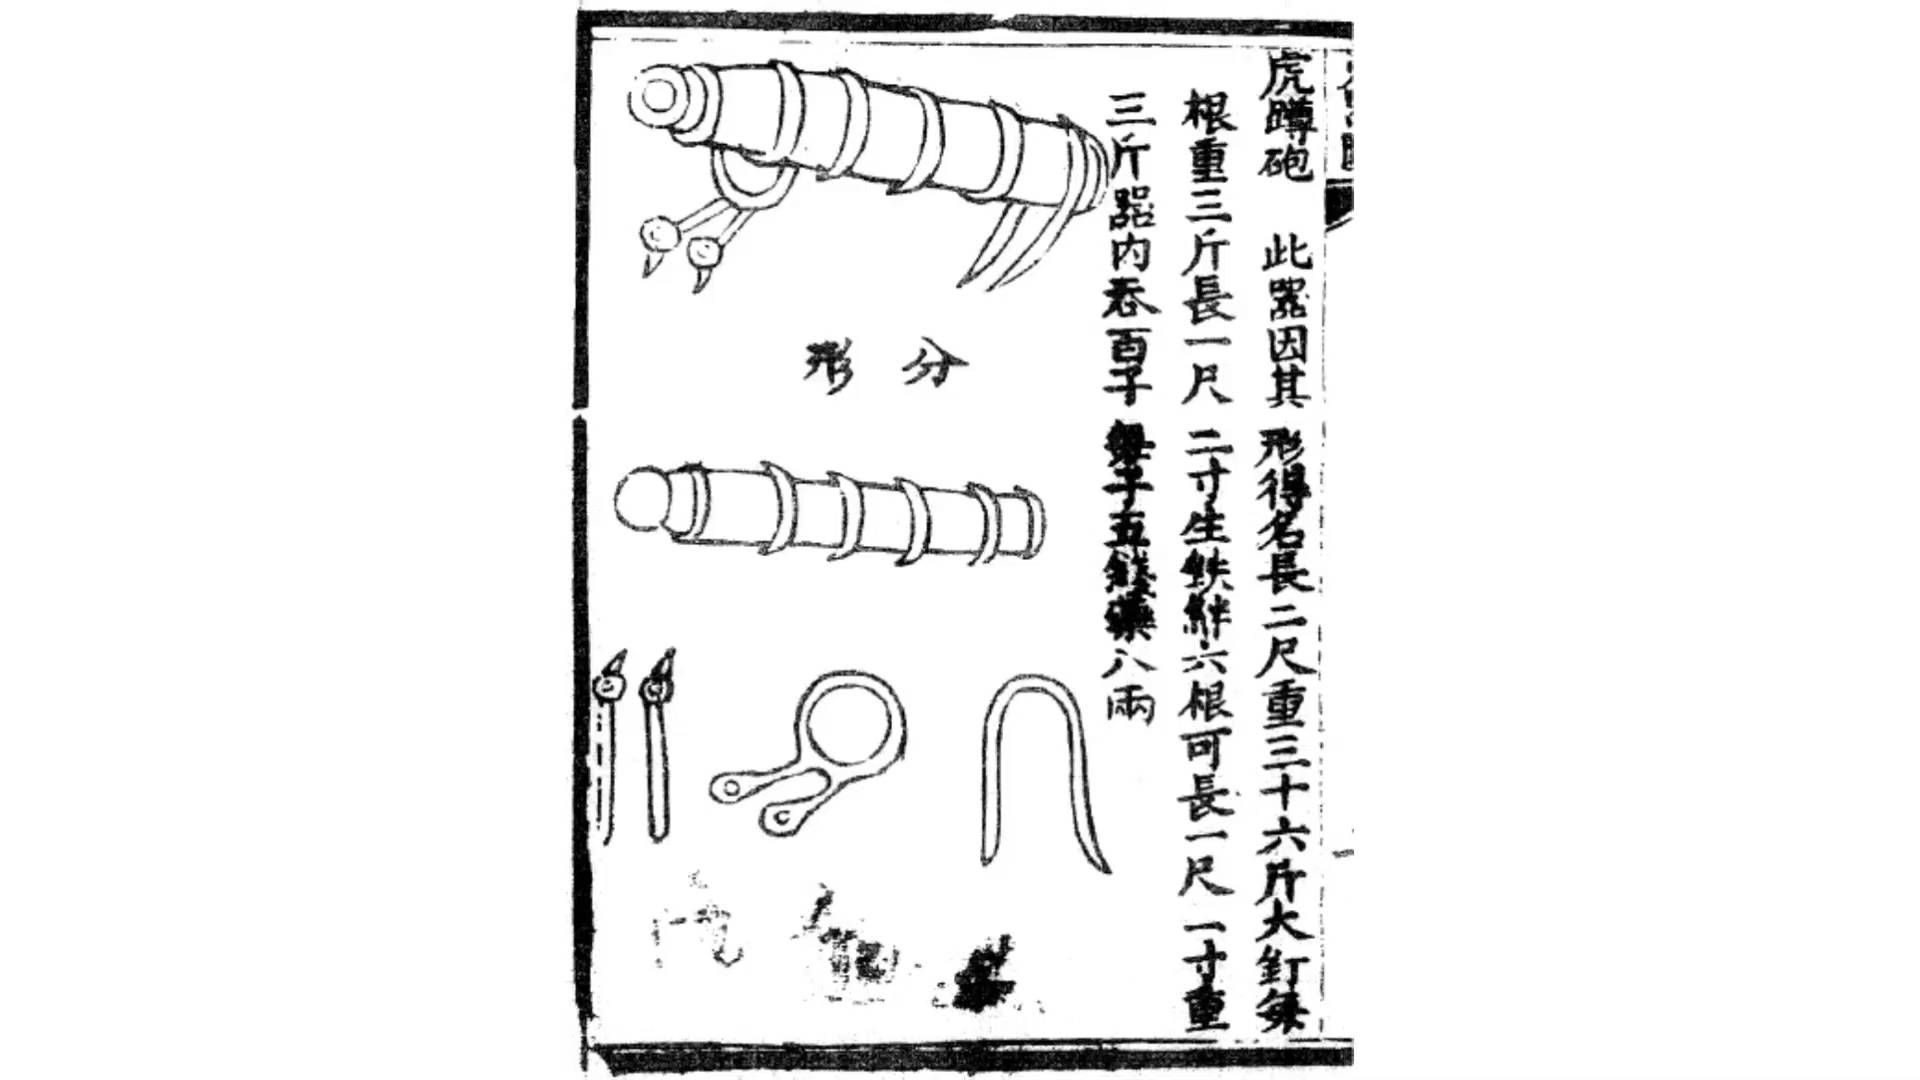 虎蹲砲 此器因其形得名長二尺重三十六斤大釘每
根重三斤長一尺二寸生鉄絆六根可長一尺一寸重
三斤器内吞百子每子五錢藥八兩
分形